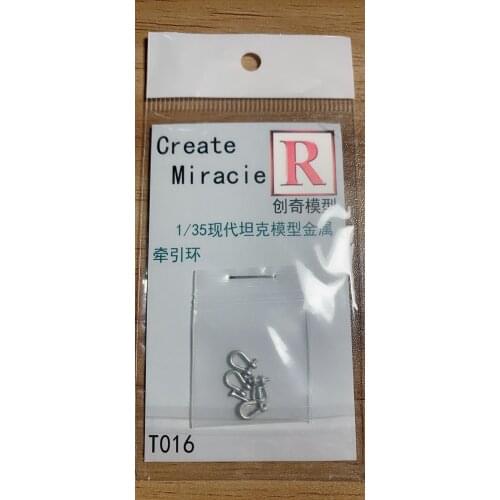 Create
Miracie
R
创奇模型
1/35现代坦克模型金属
牵引环
T016